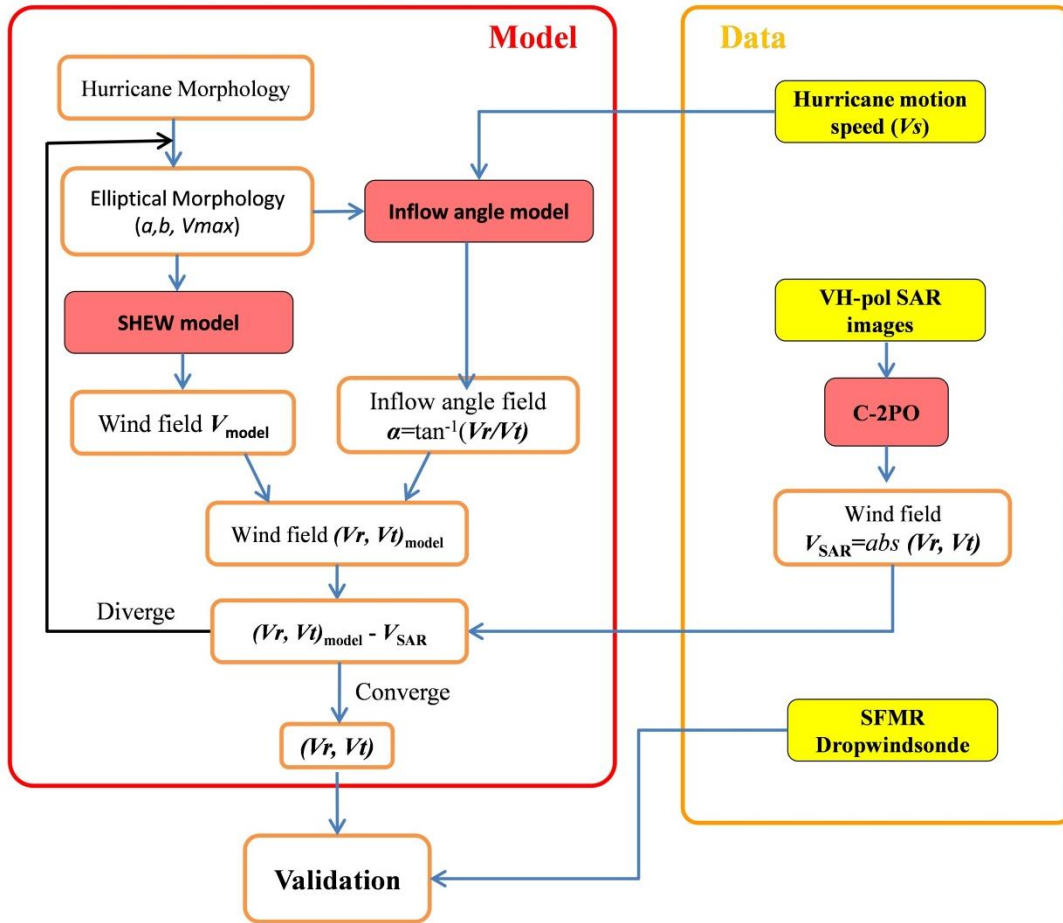 Model
Hurricane Morphology
Elliptical Morphology
(a,b, Vmax)
Inflow angle model
SHEW model
Wind field Vmodel
Inflow angle field
α=tan-1(Vr/Vt)
Wind field (Vr, Vt)model
Diverge
(Vr, Vt)model - VSAR
Converge
(Vr, Vt)
Validation
Data
Hurricane motion
speed (Vs)
VH-pol SAR
images
C-2PO
Wind field
VSAR=abs (Vr, Vt)
SFMR
Dropwindsonde